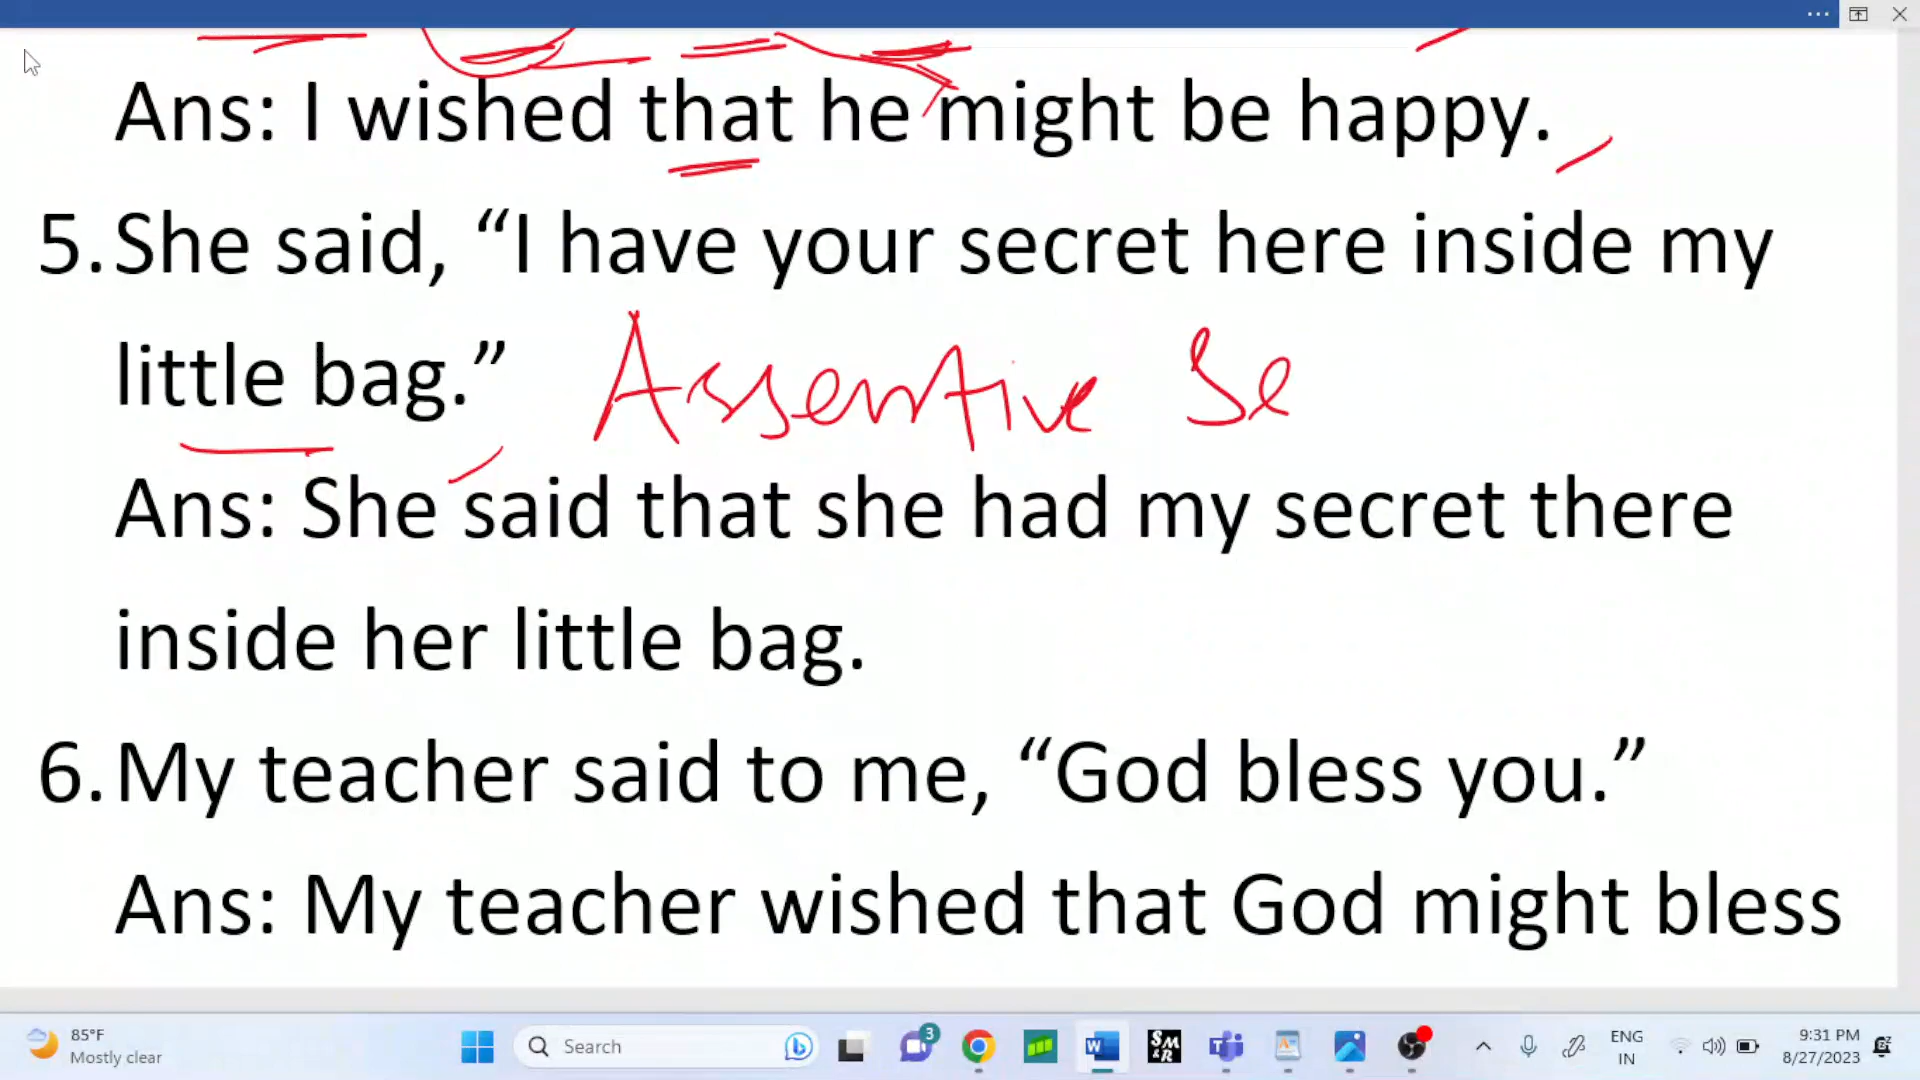 Ans: I wished that he might be happy.
5. She said, “I have your secret here inside my
little bag.” Assertive Se
Ans: She said that she had my secret there
inside her little bag.
6. My teacher said to me, “God bless you.”
Ans: My teacher wished that God might bless
85°F
Mostly clear
Search
3
W
SM
&R
ENG
IN
9:31 PM
8/27/2023